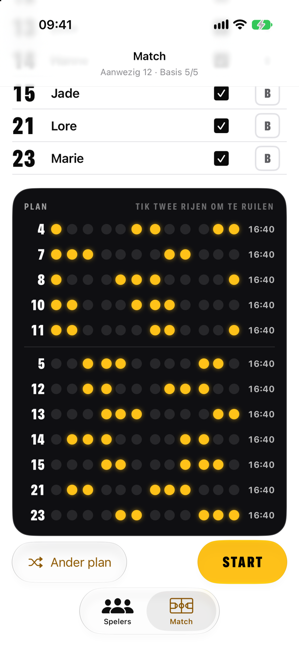 09:41
Match
Aanwezig 12 · Basis 5/5
15 Jade B
21 Lore B
23 Marie B
PLAN TIK TWEE RIJEN OM TE RUILEN
4 16:40
7 16:40
8 16:40
10 16:40
11 16:40
5 16:40
12 16:40
13 16:40
14 16:40
15 16:40
21 16:40
23 16:40
Ander plan START
Spelers Match